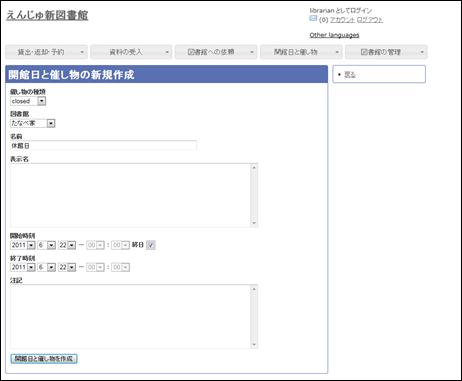 えんじゅ新図書館
librarian としてログイン
(0) アカウント ログアウト
Other languages
貸出・返却・予約 資料の受入 図書館への依頼 開館日と催し物 図書館の管理
開館日と催し物の新規作成
戻る
催し物の種類
closed
図書館
たなべ家
名前
休館日
表示名
開始時刻
2011 6 22 ー 00 : 00 終日
終了時刻
2011 6 22 ー 00 : 00
注記
開館日と催し物を作成